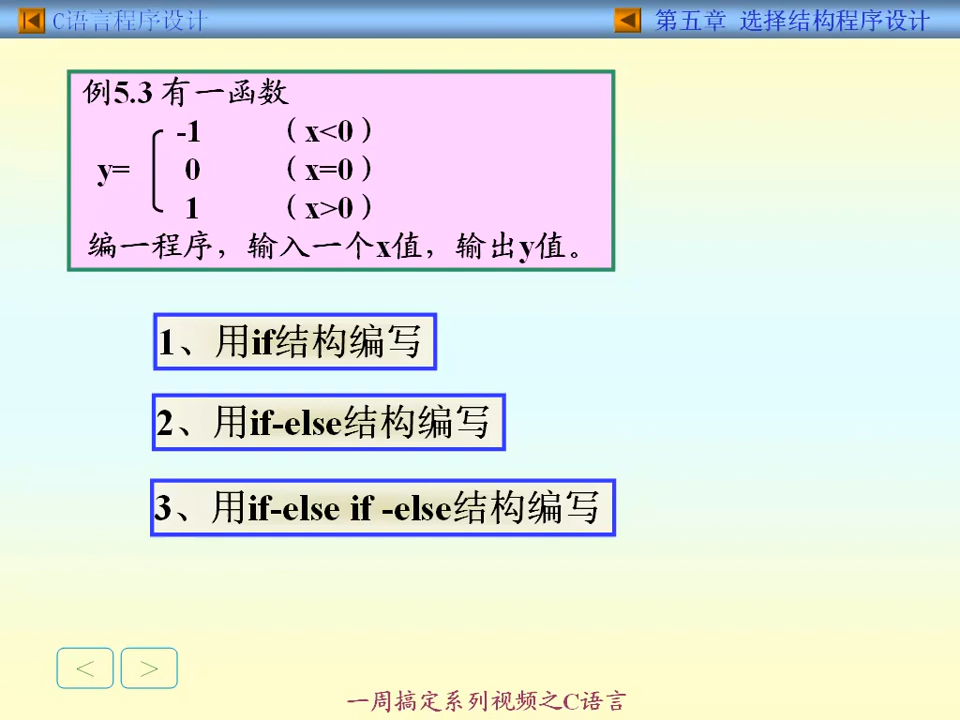 C语言程序设计
第五章 选择结构程序设计
例5.3 有一函数
-1 （x<0）
y= 0 （x=0）
1 （x>0）
编一程序，输入一个x值，输出y值。
1、用if结构编写
2、用if-else结构编写
3、用if-else if -else结构编写
< >
一周搞定系列视频之C语言